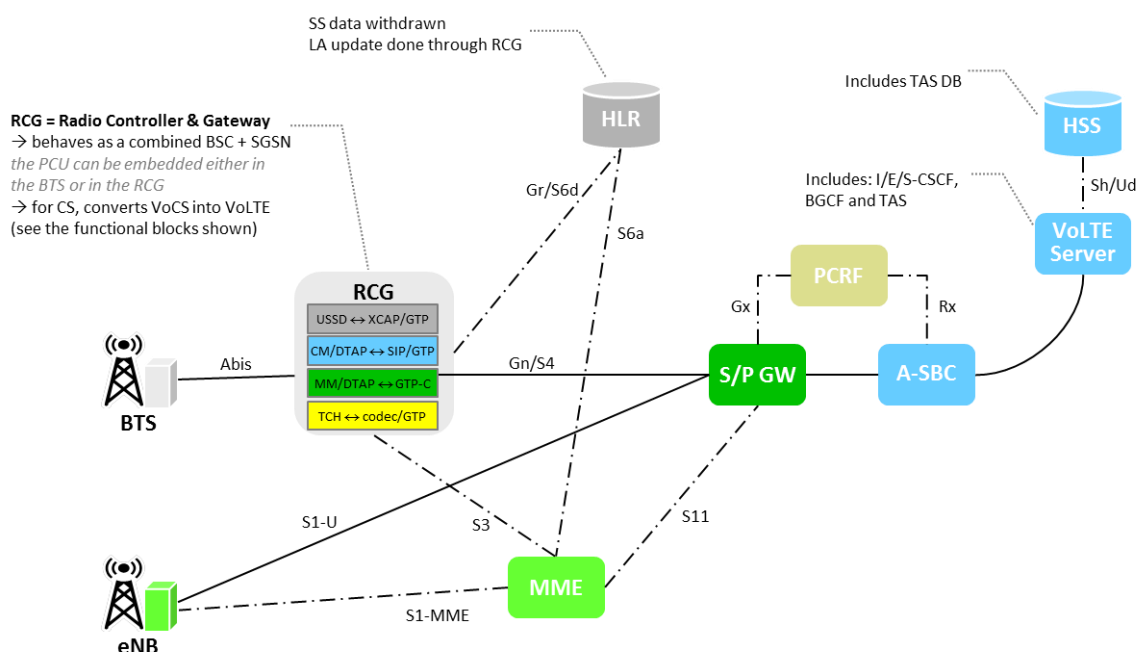 SS data withdrawn
LA update done through RCG
Includes TAS DB
RCG = Radio Controller & Gateway
→ behaves as a combined BSC + SGSN
the PCU can be embedded either in
the BTS or in the RCG
→ for CS, converts VoCS into VoLTE
(see the functional blocks shown)
HLR
HSS
Gr/S6d
S6a
Includes: I/E/S-CSCF,
BGCF and TAS
Sh/Ud
VoLTE
Server
PCRF
Gx
Rx
RCG
USSD ↔ XCAP/GTP
CM/DTAP ↔ SIP/GTP
MM/DTAP ↔ GTP-C
TCH ↔ codec/GTP
Abis
Gn/S4
S/P GW
A-SBC
BTS
S1-U
S3
S11
MME
S1-MME
eNB